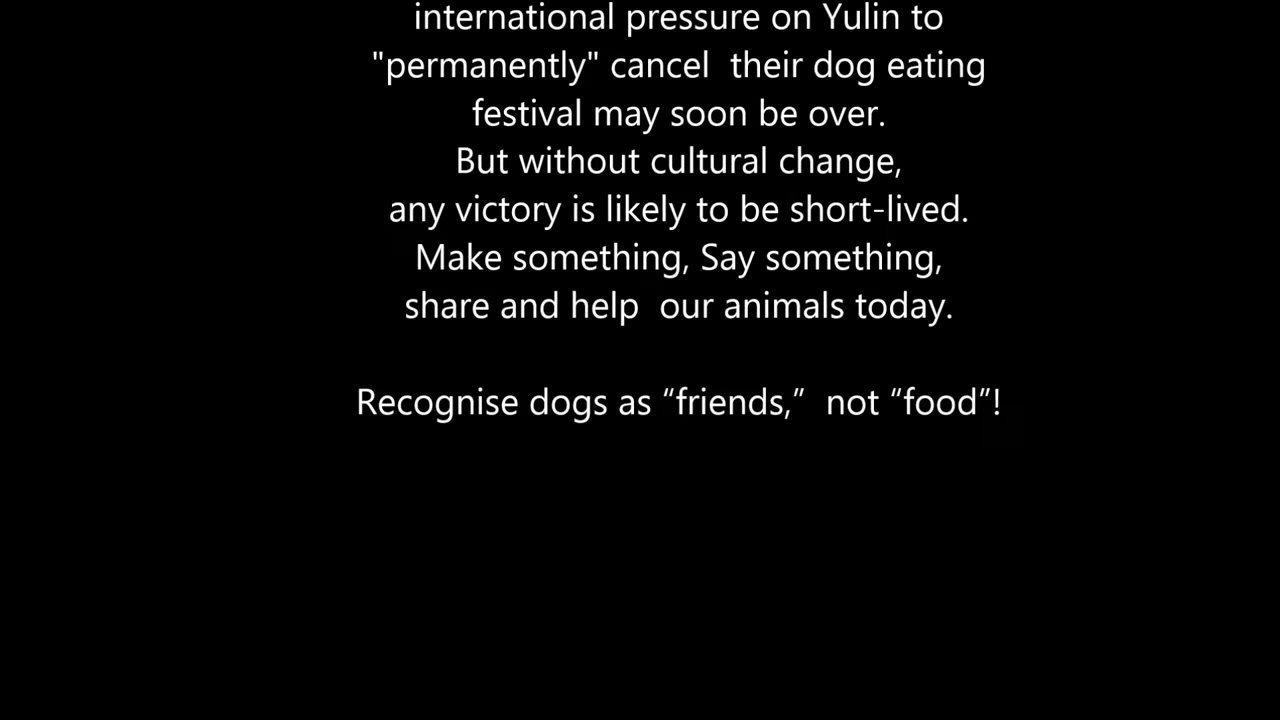 international pressure on Yulin to
"permanently" cancel  their dog eating
festival may soon be over.
But without cultural change,
any victory is likely to be short-lived.
Make something, Say something,
share and help  our animals today.
Recognise dogs as “friends,”  not “food”!